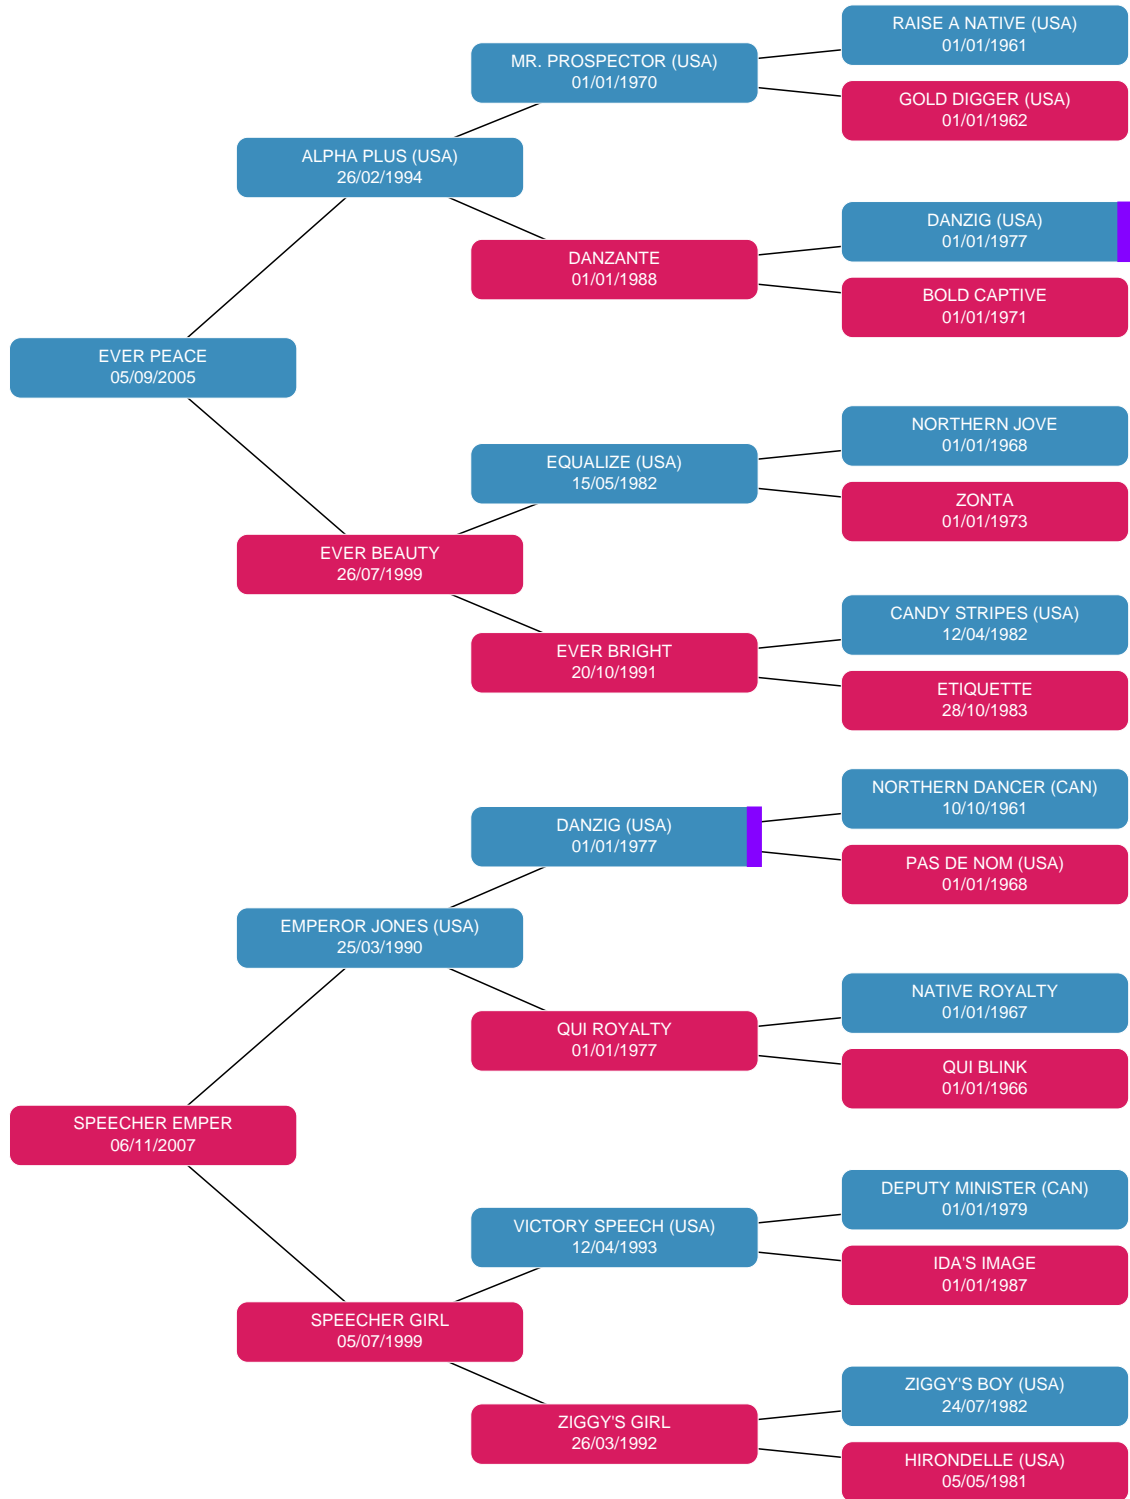 RAISE A NATIVE (USA)
01/01/1961
MR. PROSPECTOR (USA)
01/01/1970
GOLD DIGGER (USA)
01/01/1962
ALPHA PLUS (USA)
26/02/1994
DANZIG (USA)
01/01/1977
DANZANTE
01/01/1988
BOLD CAPTIVE
01/01/1971
EVER PEACE
05/09/2005
NORTHERN JOVE
01/01/1968
EQUALIZE (USA)
15/05/1982
ZONTA
01/01/1973
EVER BEAUTY
26/07/1999
CANDY STRIPES (USA)
12/04/1982
EVER BRIGHT
20/10/1991
ETIQUETTE
28/10/1983
NORTHERN DANCER (CAN)
10/10/1961
DANZIG (USA)
01/01/1977
PAS DE NOM (USA)
01/01/1968
EMPEROR JONES (USA)
25/03/1990
NATIVE ROYALTY
01/01/1967
QUI ROYALTY
01/01/1977
QUI BLINK
01/01/1966
SPEECHER EMPER
06/11/2007
DEPUTY MINISTER (CAN)
01/01/1979
VICTORY SPEECH (USA)
12/04/1993
IDA'S IMAGE
01/01/1987
SPEECHER GIRL
05/07/1999
ZIGGY'S BOY (USA)
24/07/1982
ZIGGY'S GIRL
26/03/1992
HIRONDELLE (USA)
05/05/1981